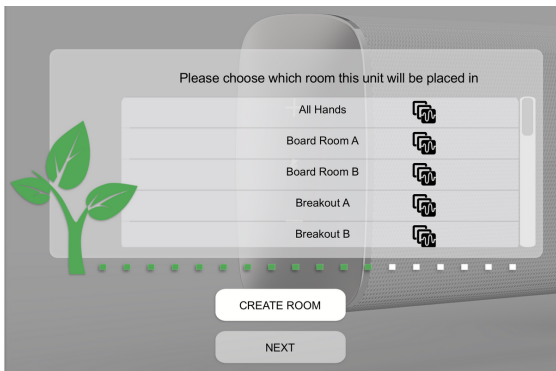 Please choose which room this unit will be placed in
All Hands
Board Room A
Board Room B
Breakout A
Breakout B
CREATE ROOM
NEXT